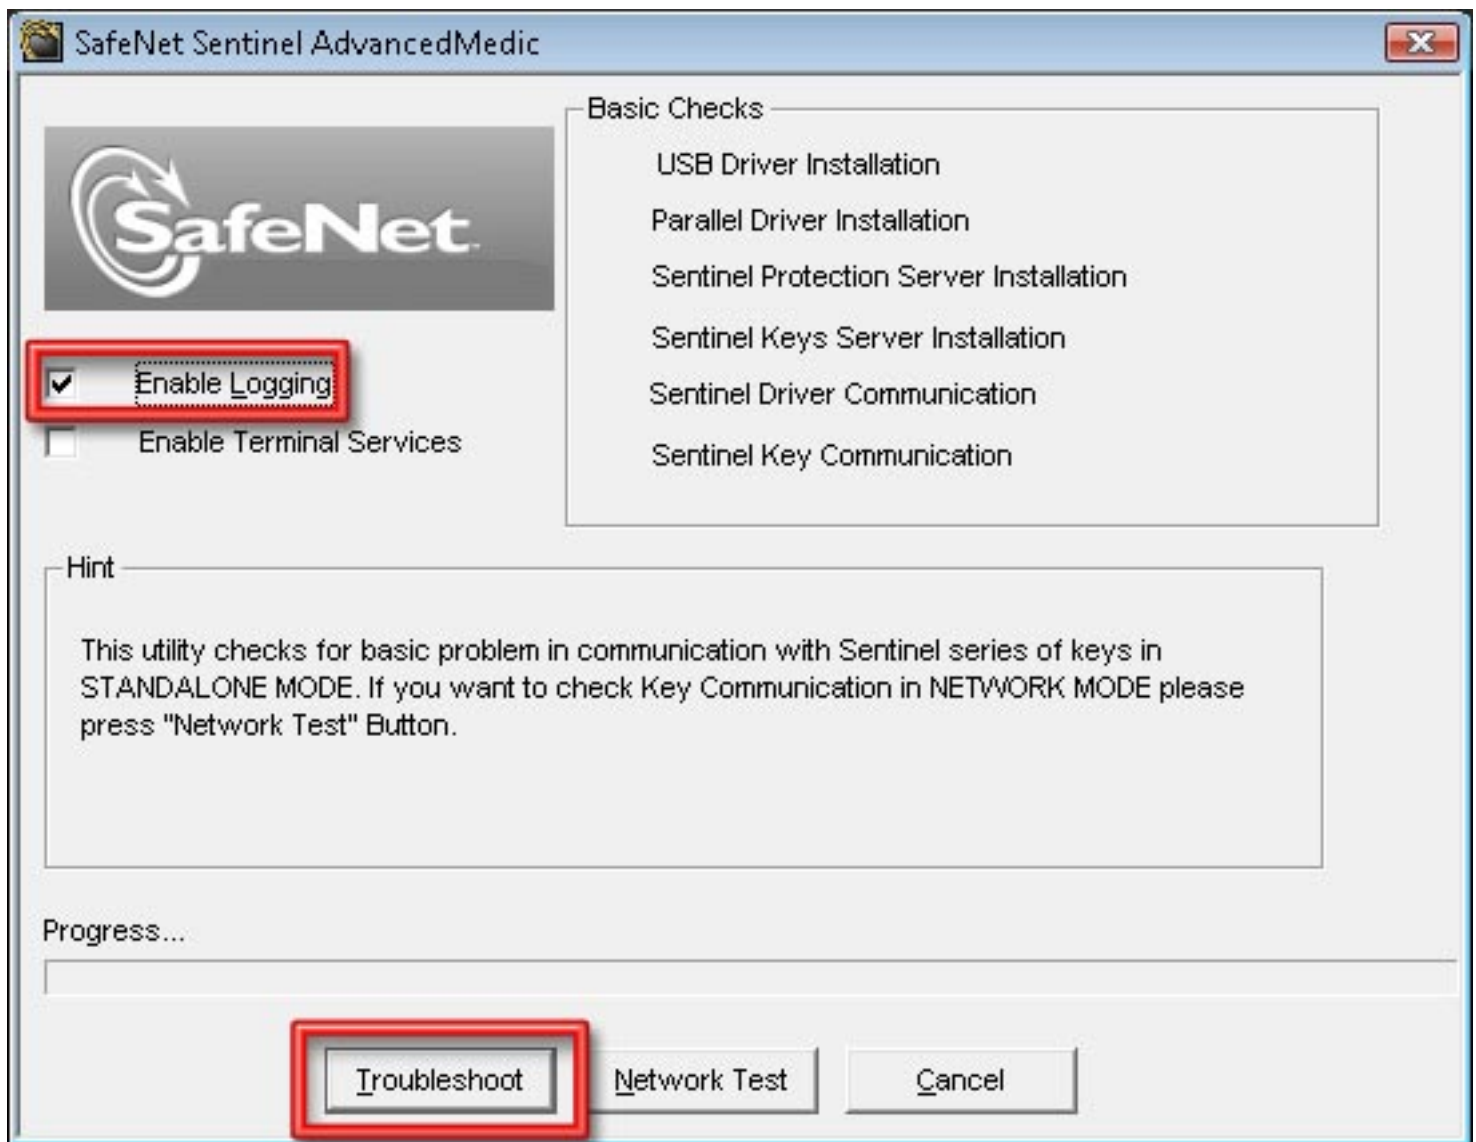 SafeNet Sentinel AdvancedMedic
SafeNet™
Enable Logging
Enable Terminal Services
Basic Checks
USB Driver Installation
Parallel Driver Installation
Sentinel Protection Server Installation
Sentinel Keys Server Installation
Sentinel Driver Communication
Sentinel Key Communication
Hint
This utility checks for basic problem in communication with Sentinel series of keys in
STANDALONE MODE. If you want to check Key Communication in NETWORK MODE please
press "Network Test" Button.
Progress...
Troubleshoot
Network Test
Cancel